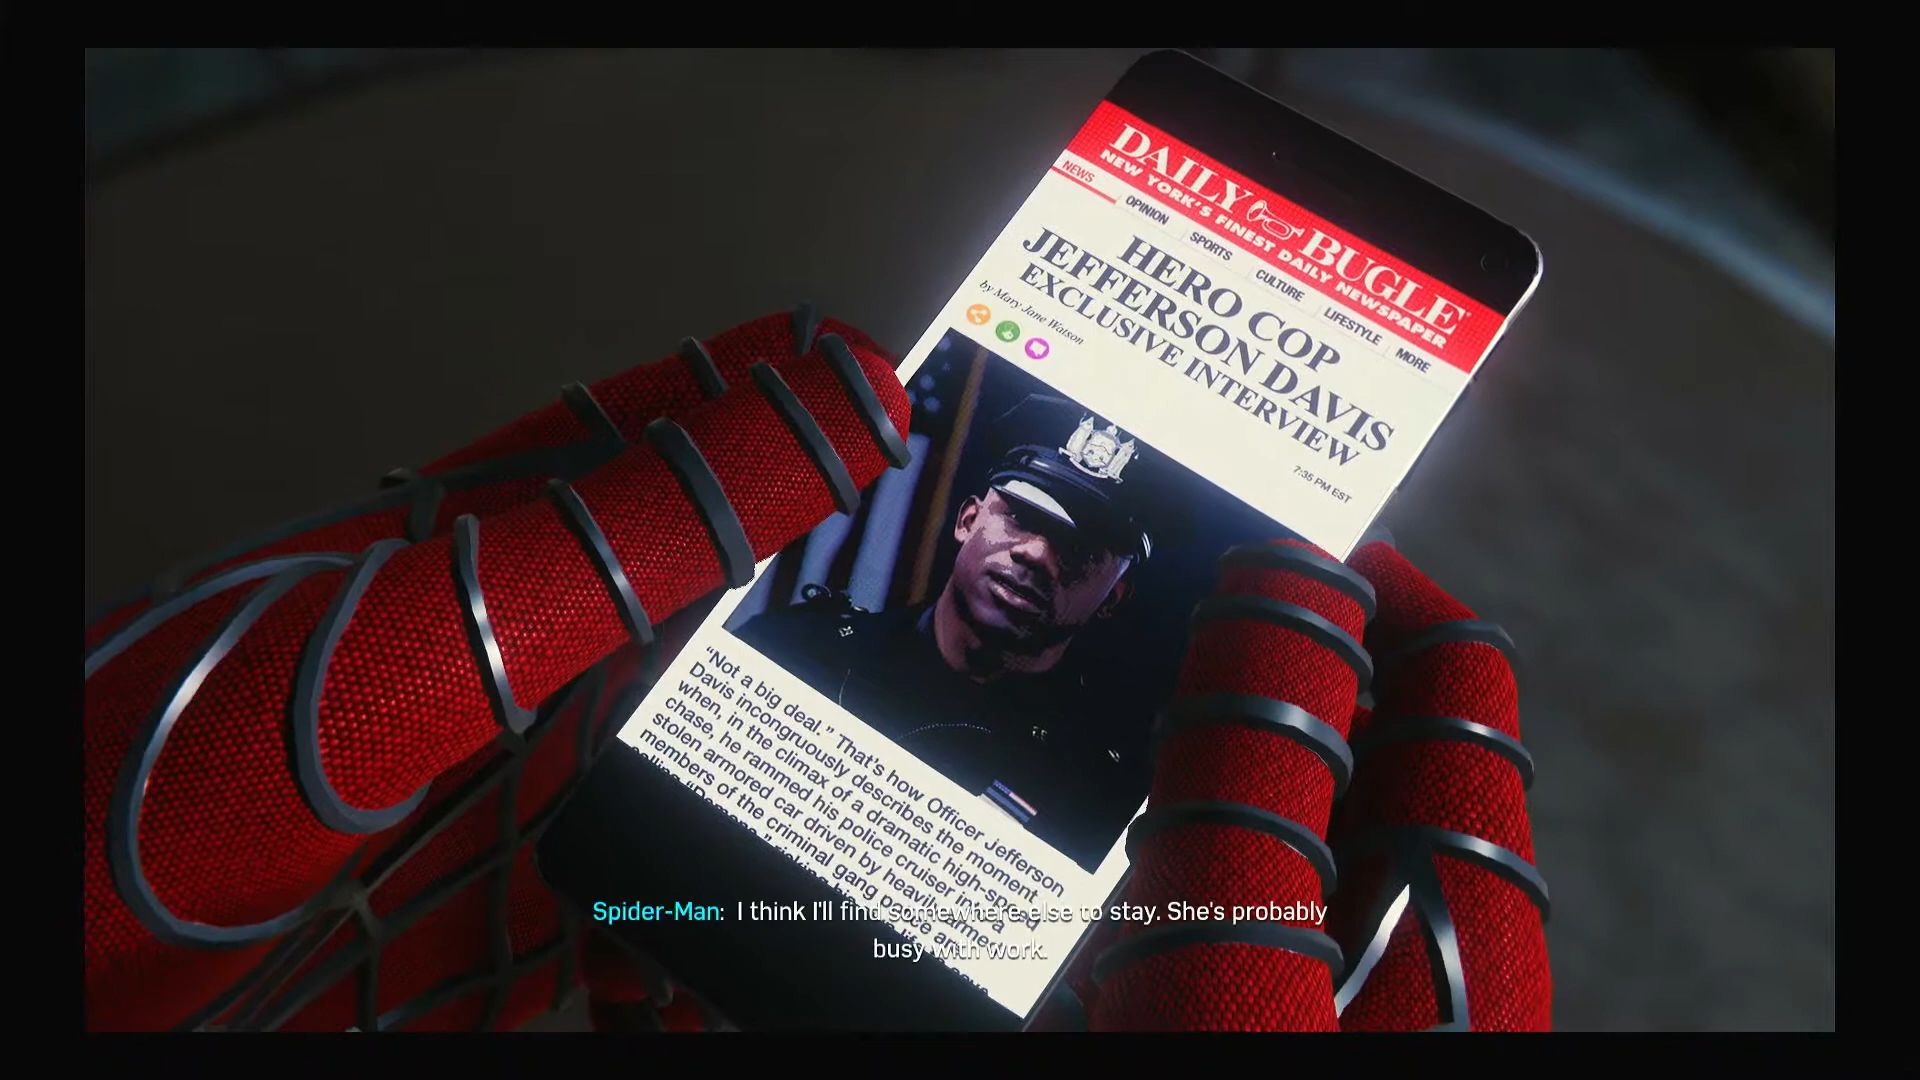 DAILY BUGLE
NEW YORK'S FINEST DAILY NEWSPAPER
NEWS OPINION SPORTS CULTURE LIFESTYLE MORE
HERO COP
JEFFERSON DAVIS
EXCLUSIVE INTERVIEW
by Mary Jane Watson
7:35 PM EST
“Not a big deal.” That's how Officer Jefferson
Davis incongruously describes the moment
when, in the climax of a dramatic high-speed
chase, he rammed his police cruiser into a
stolen armored car driven by heavily armed
members of the criminal gang police are
Spider-Man: I think I'll find somewhere else to stay. She's probably
busy with work.